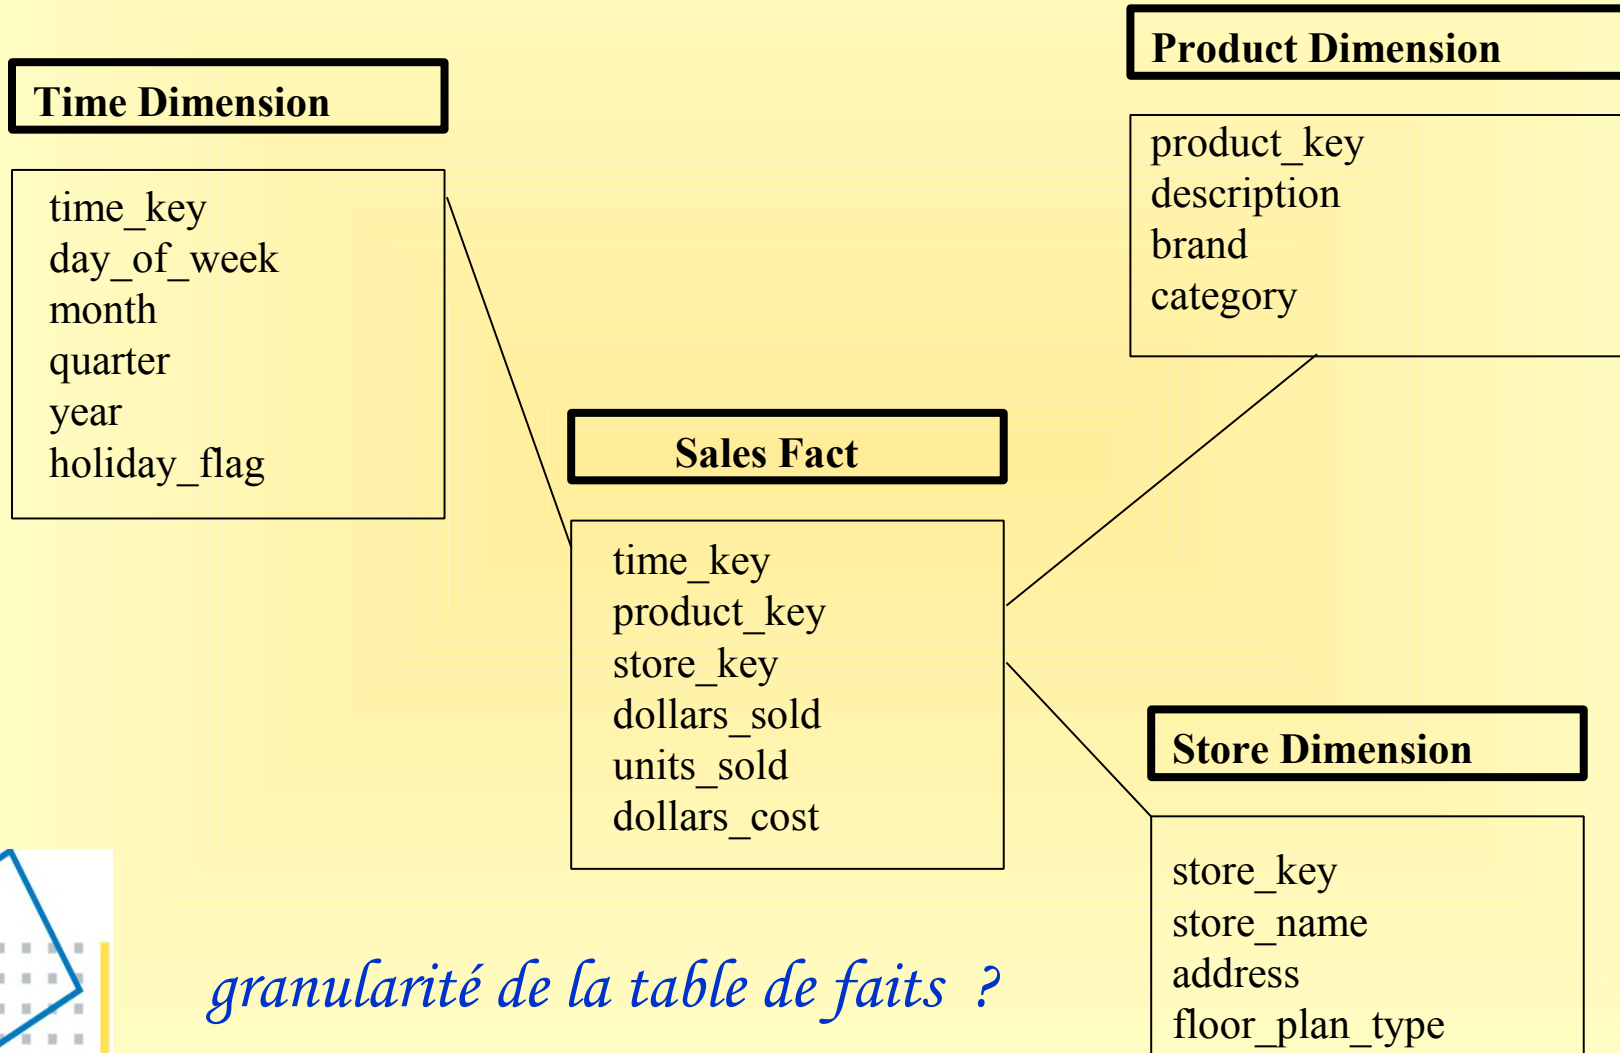 Time Dimension
time_key
day_of_week
month
quarter
year
holiday_flag
Product Dimension
product_key
description
brand
category
Sales Fact
time_key
product_key
store_key
dollars_sold
units_sold
dollars_cost
Store Dimension
store_key
store_name
address
floor_plan_type
granularité de la table de faits ?